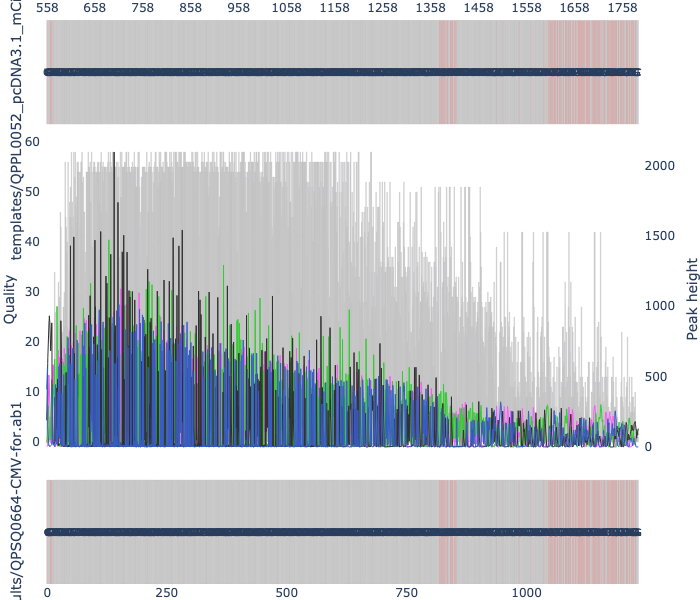 558 658 758 858 958 1058 1158 1258 1358 1458 1558 1658 1758
templates/QPPL0052_pcDNA3.1_mCh
60
50
40
30
20
10
0
Quality
2000
1500
1000
500
0
Peak height
ults/QPSQ0664-CMV-for.ab1
0 250 500 750 1000